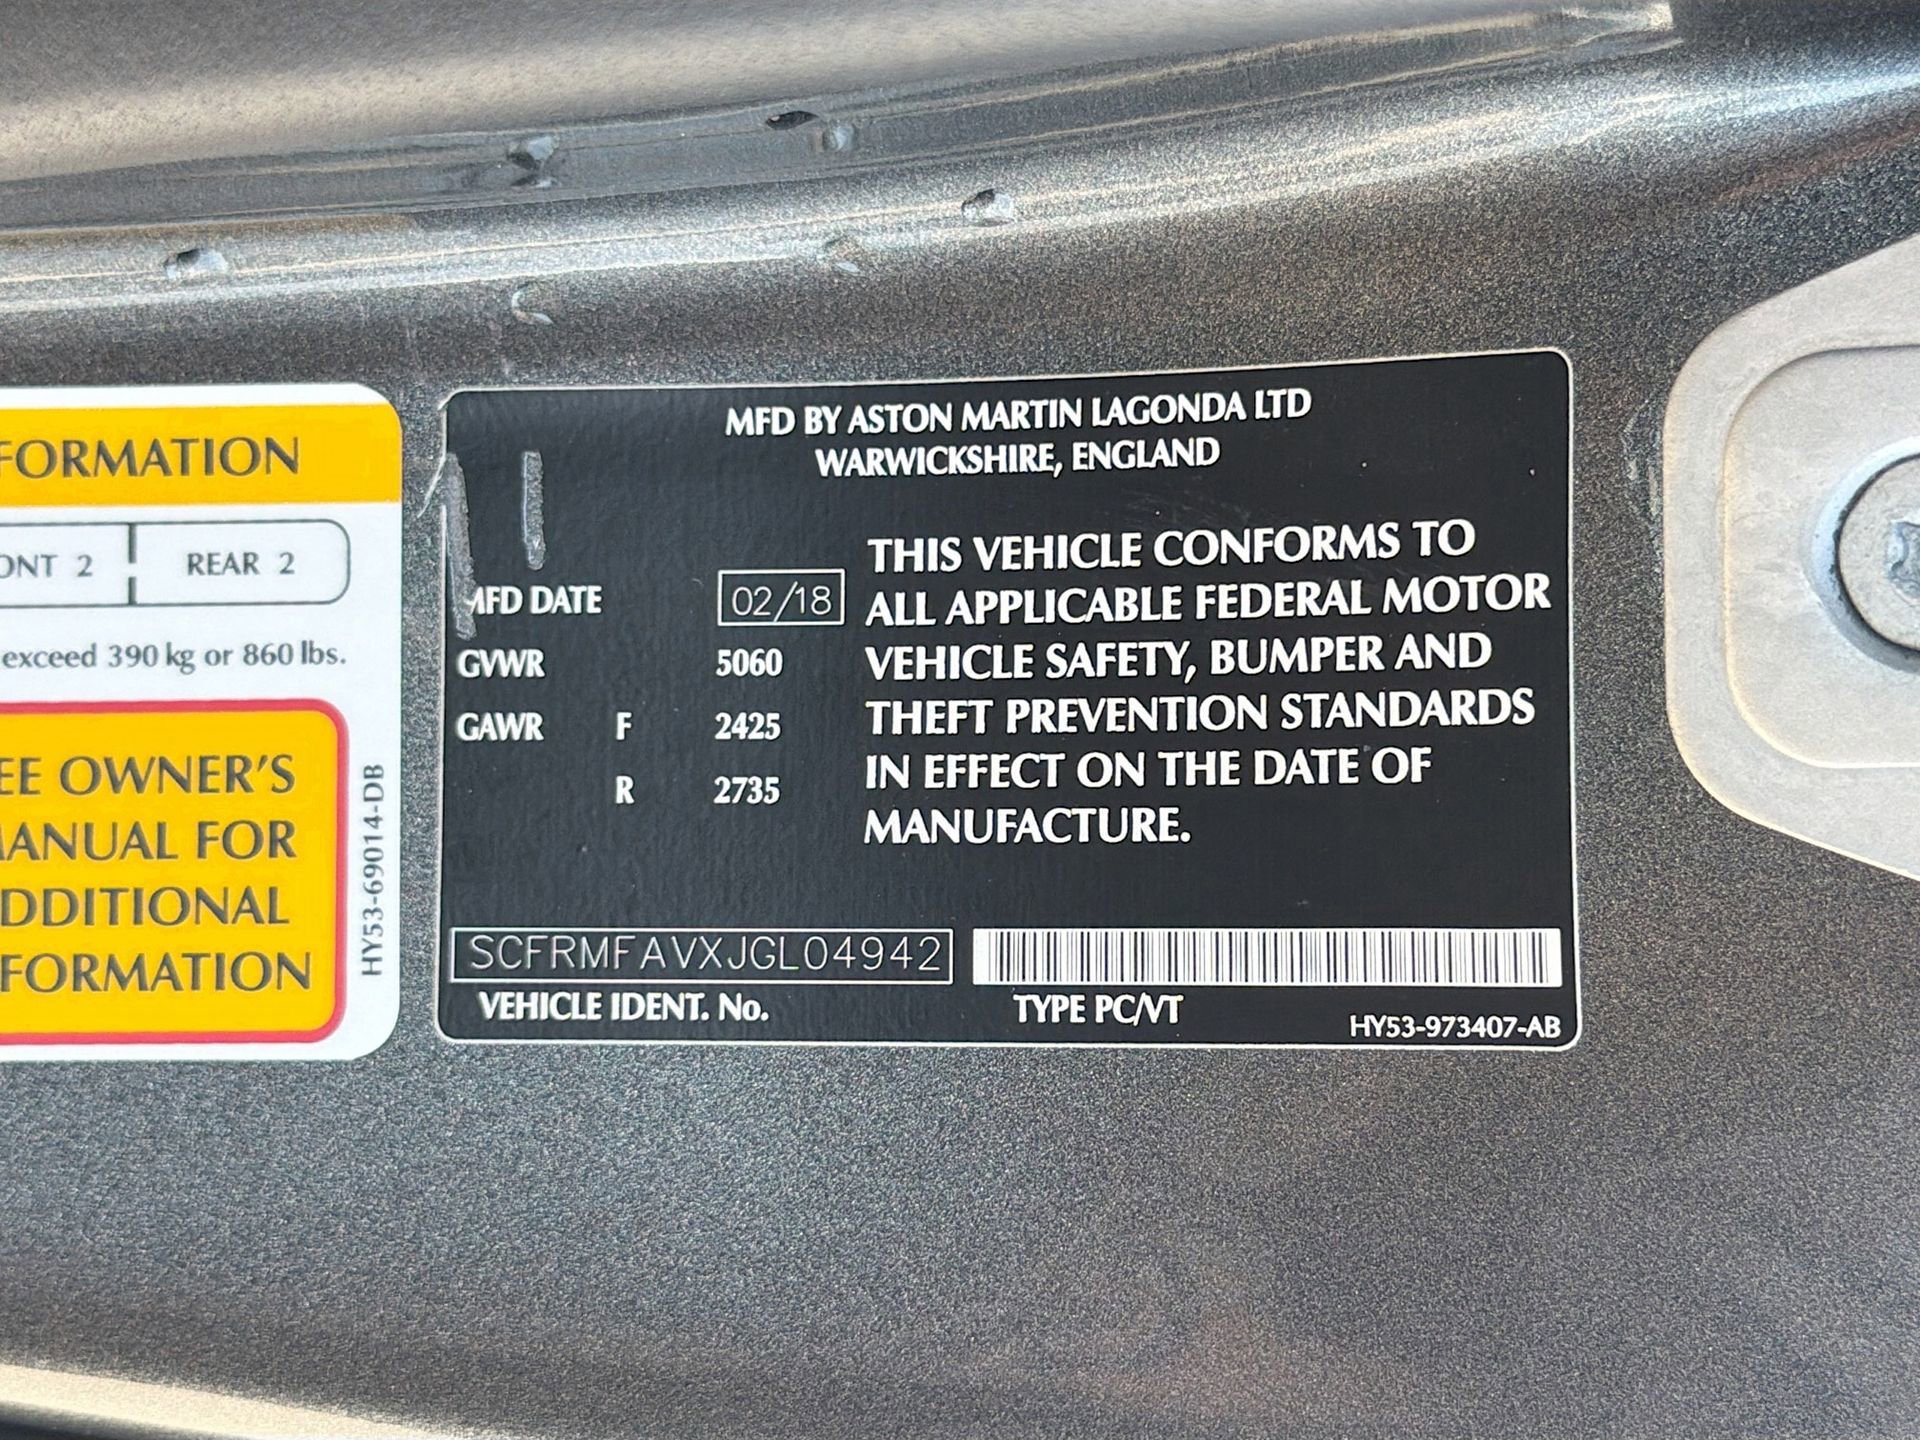 FORMATION
ONT 2
REAR 2
exceed 390 kg or 860 lbs.
EE OWNER'S
ANUAL FOR
DDITIONAL
FORMATION
HY53-69014-DB
MFD BY ASTON MARTIN LAGONDA LTD
WARWICKSHIRE, ENGLAND
MFD DATE 02/18
GVWR 5060
GAWR F 2425
R 2735
THIS VEHICLE CONFORMS TO
ALL APPLICABLE FEDERAL MOTOR
VEHICLE SAFETY, BUMPER AND
THEFT PREVENTION STANDARDS
IN EFFECT ON THE DATE OF
MANUFACTURE.
SCFRMFAVXJGL04942
VEHICLE IDENT. No.
TYPE PC/VT
HY53-973407-AB